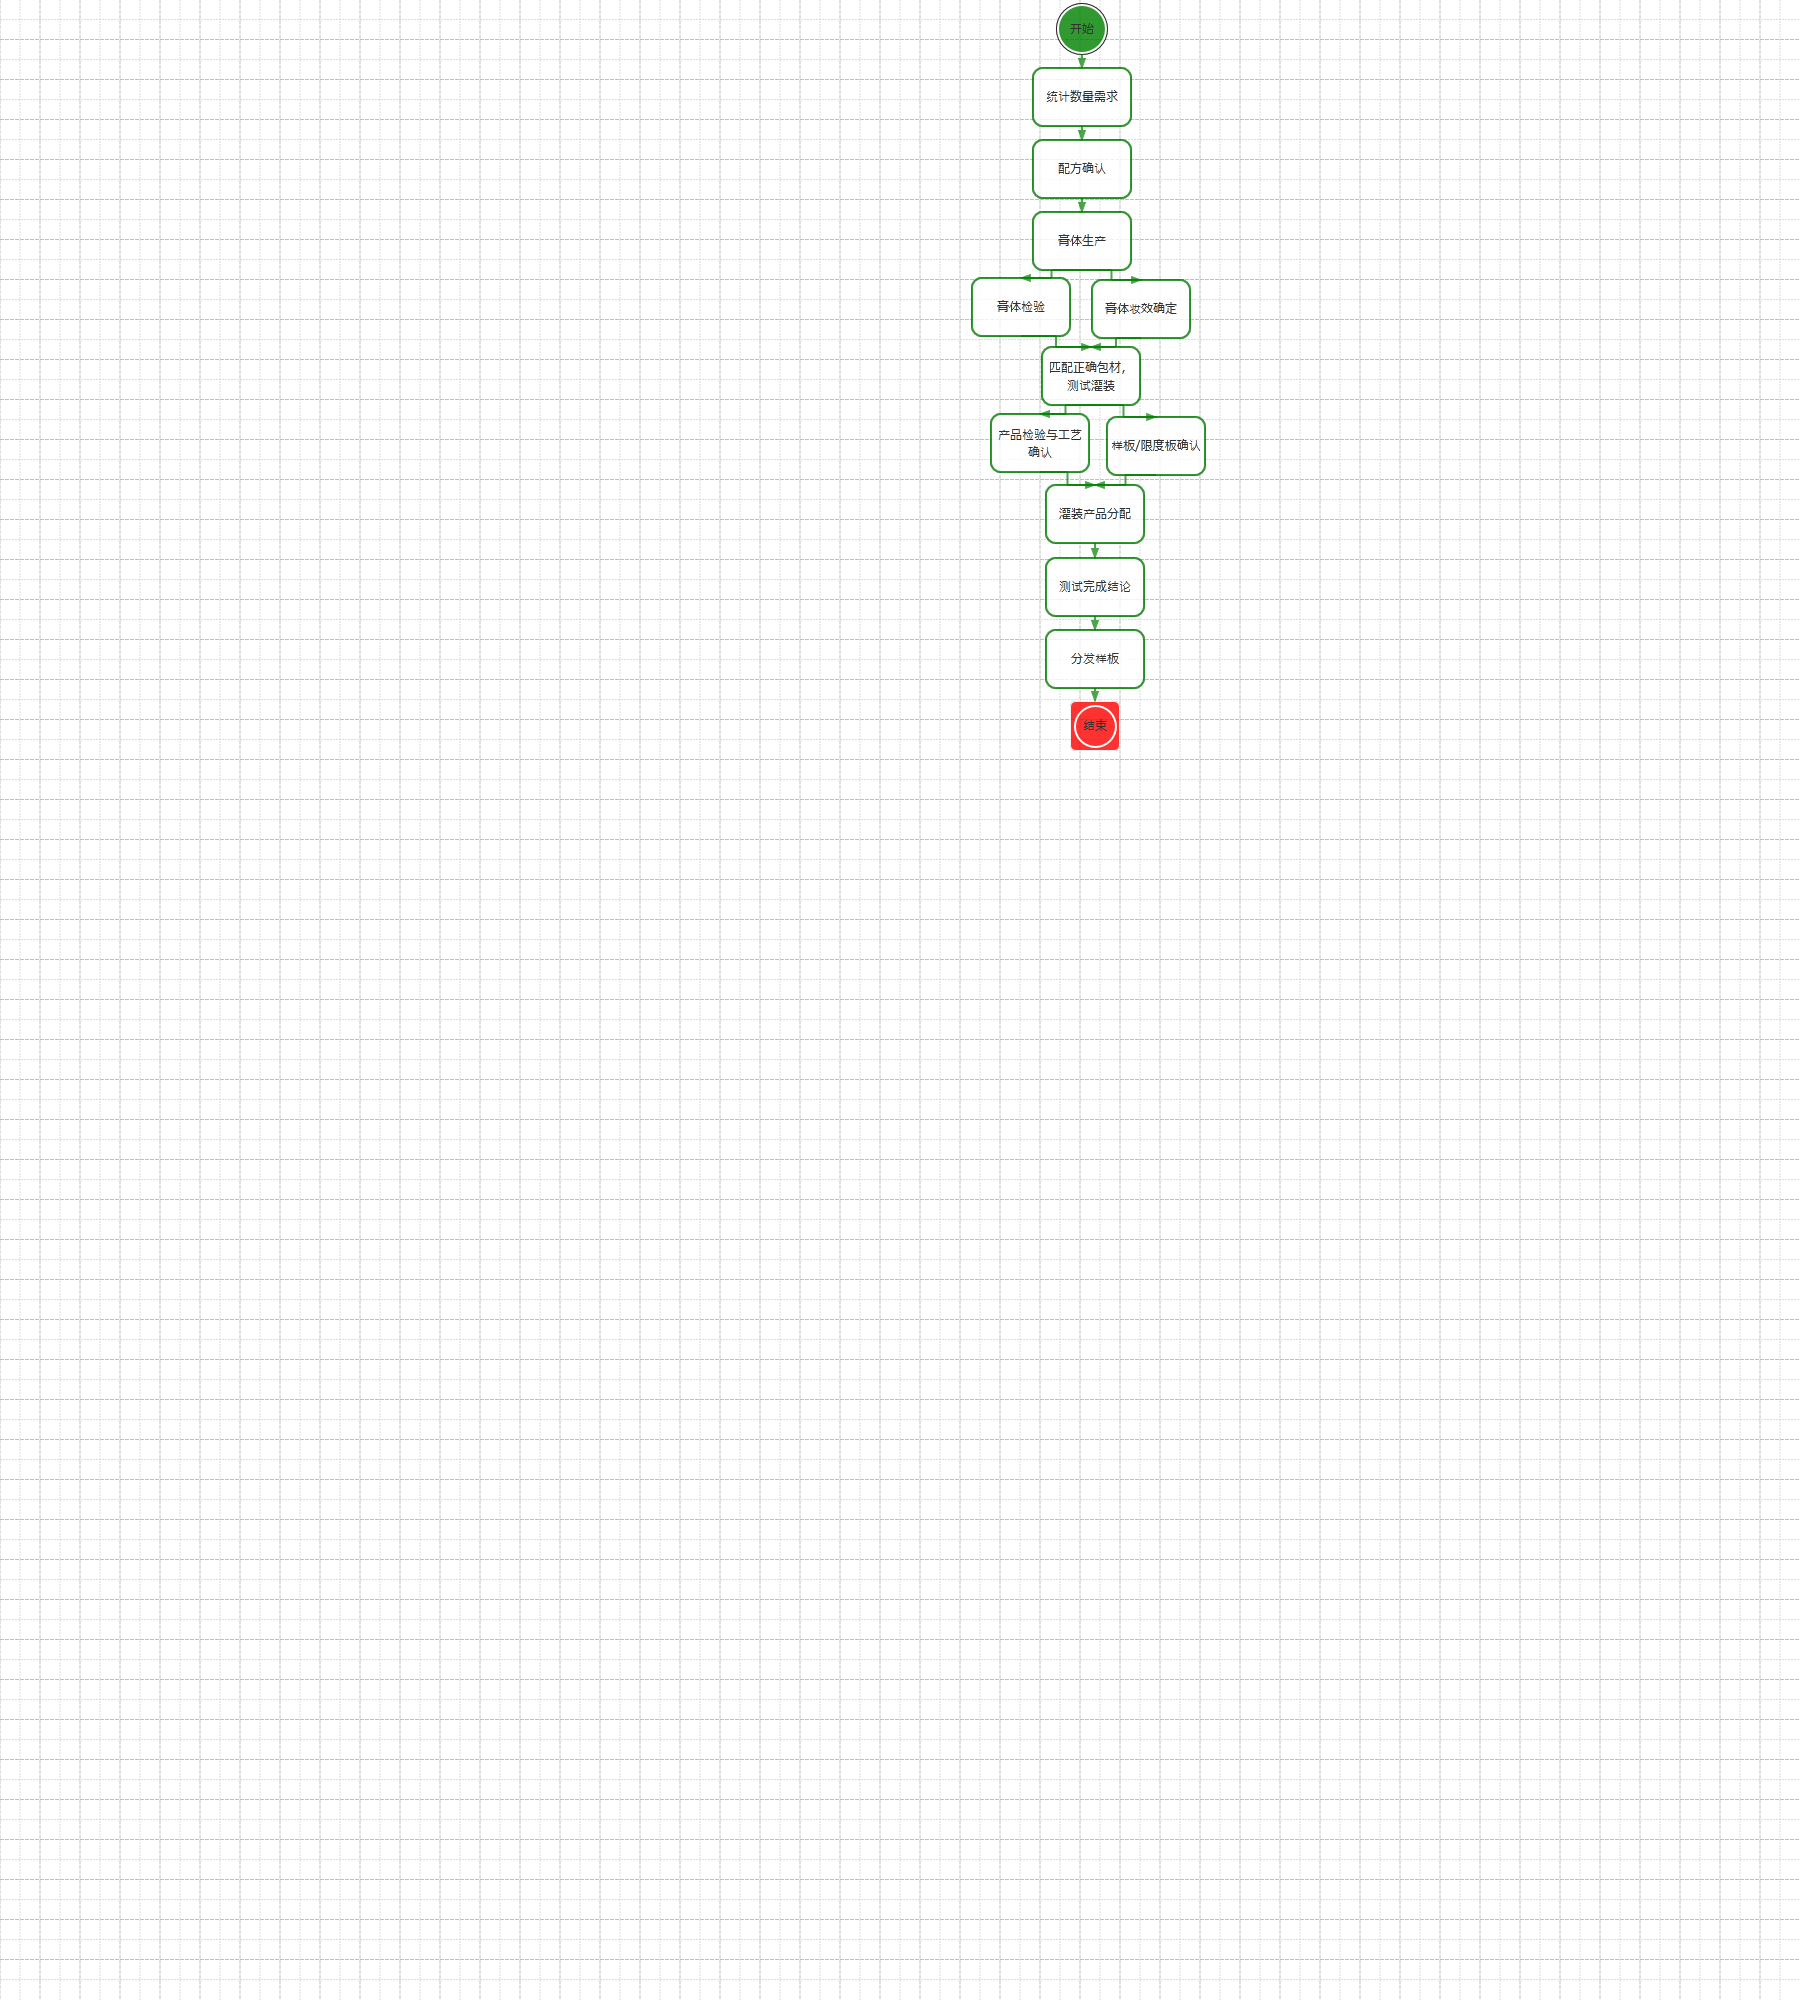 开始
统计数量需求
配方确认
膏体生产
膏体检验
膏体妆效确定
匹配正确包材，
测试灌装
产品检验与工艺
确认
样板/限度板确认
灌装产品分配
测试完成结论
分发样板
结束